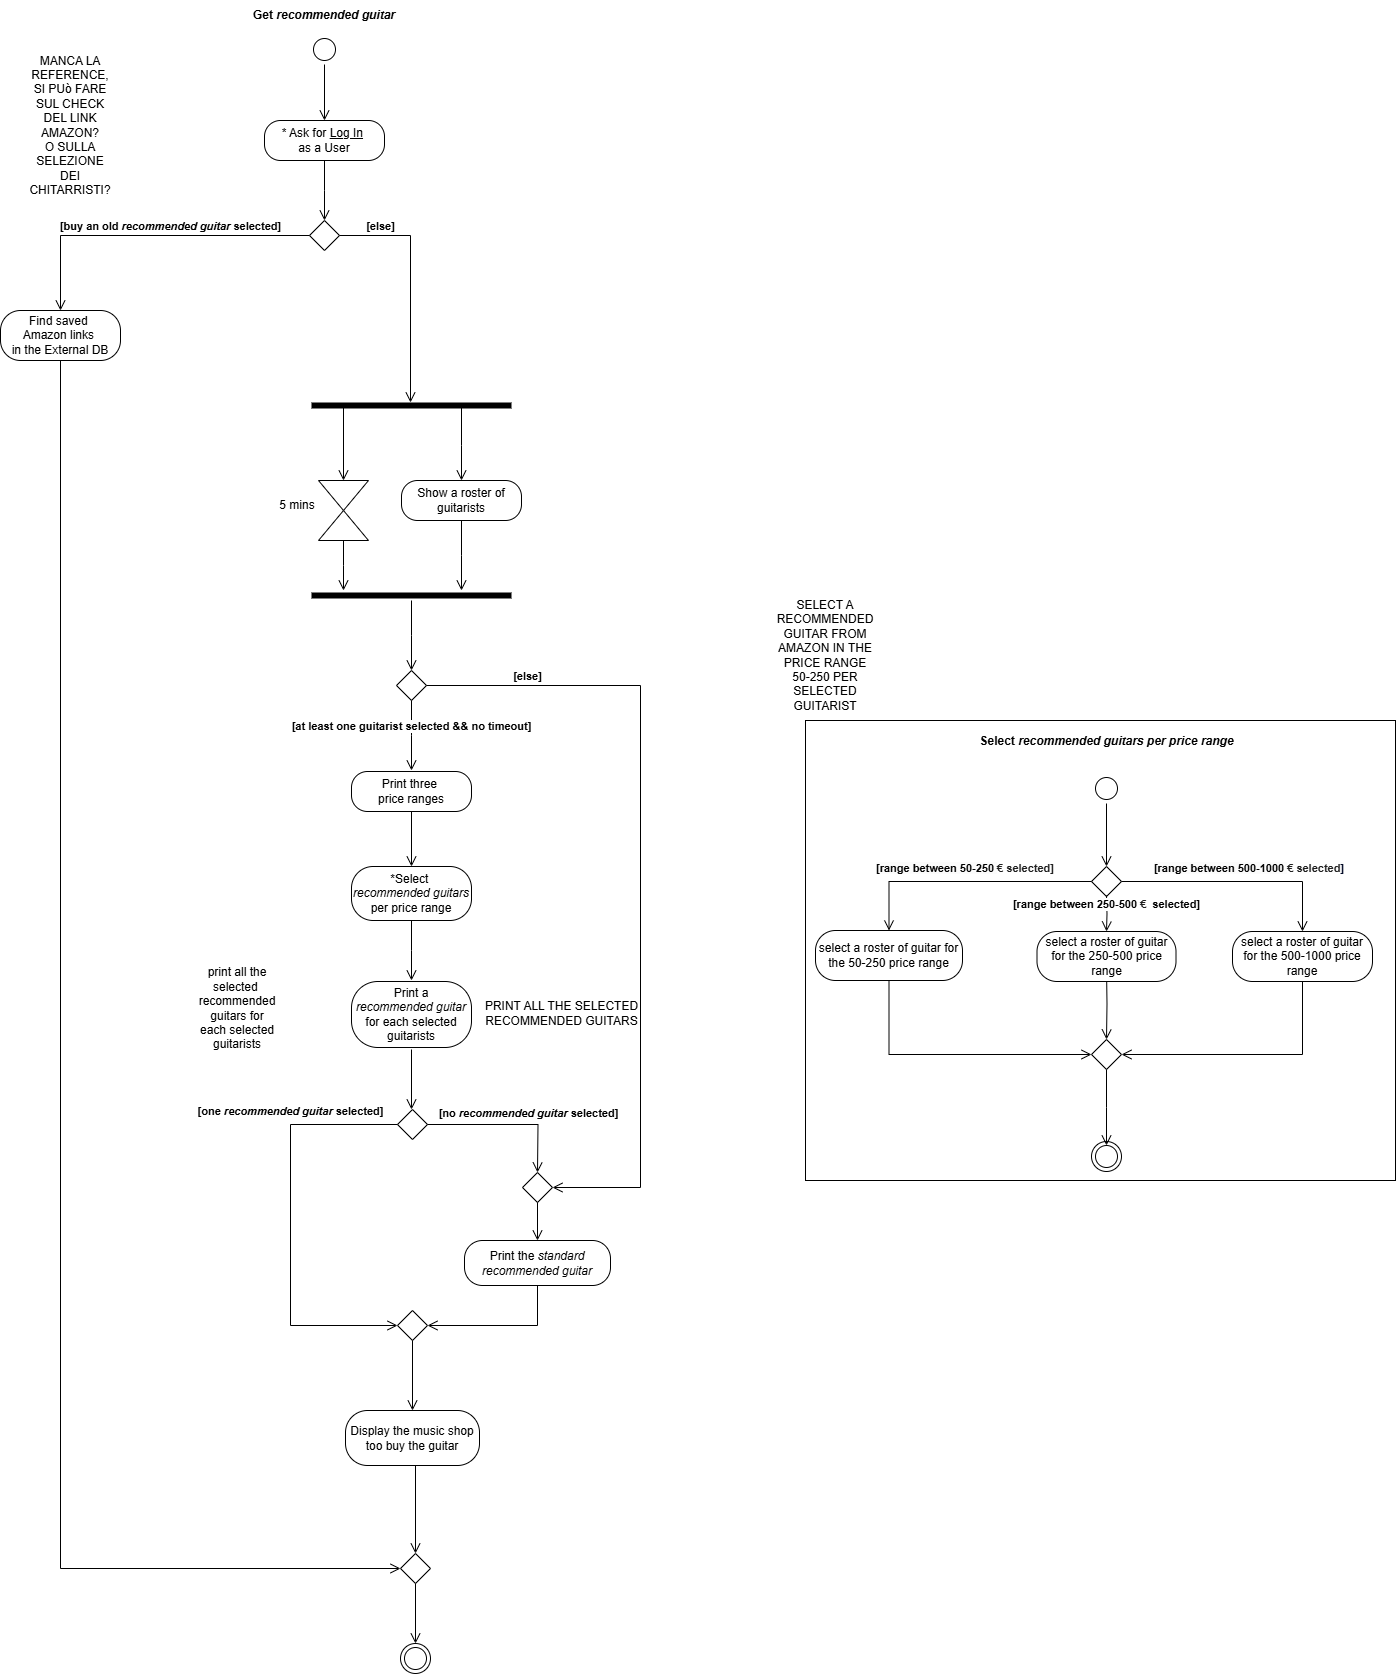 Get recommended guitar
MANCA LA
REFERENCE,
SI PUò FARE
SUL CHECK
DEL LINK
AMAZON?
O SULLA
SELEZIONE
DEI
CHITARRISTI?
* Ask for Log In
as a User
[buy an old recommended guitar selected]
[else]
Find saved
Amazon links
in the External DB
5 mins
Show a roster of
guitarists
[else]
[at least one guitarist selected && no timeout]
Print three
price ranges
*Select
recommended guitars
per price range
print all the
selected
recommended
guitars for
each selected
guitarists
Print a
recommended guitar
for each selected
guitarists
PRINT ALL THE SELECTED
RECOMMENDED GUITARS
[one recommended guitar selected]
[no recommended guitar selected]
Print the standard
recommended guitar
Display the music shop
too buy the guitar
SELECT A
RECOMMENDED
GUITAR FROM
AMAZON IN THE
PRICE RANGE
50-250 PER
SELECTED
GUITARIST
Select recommended guitars per price range
[range between 50-250 € selected]
[range between 500-1000 € selected]
[range between 250-500 € selected]
select a roster of guitar for
the 50-250 price range
select a roster of guitar
for the 250-500 price
range
select a roster of guitar
for the 500-1000 price
range